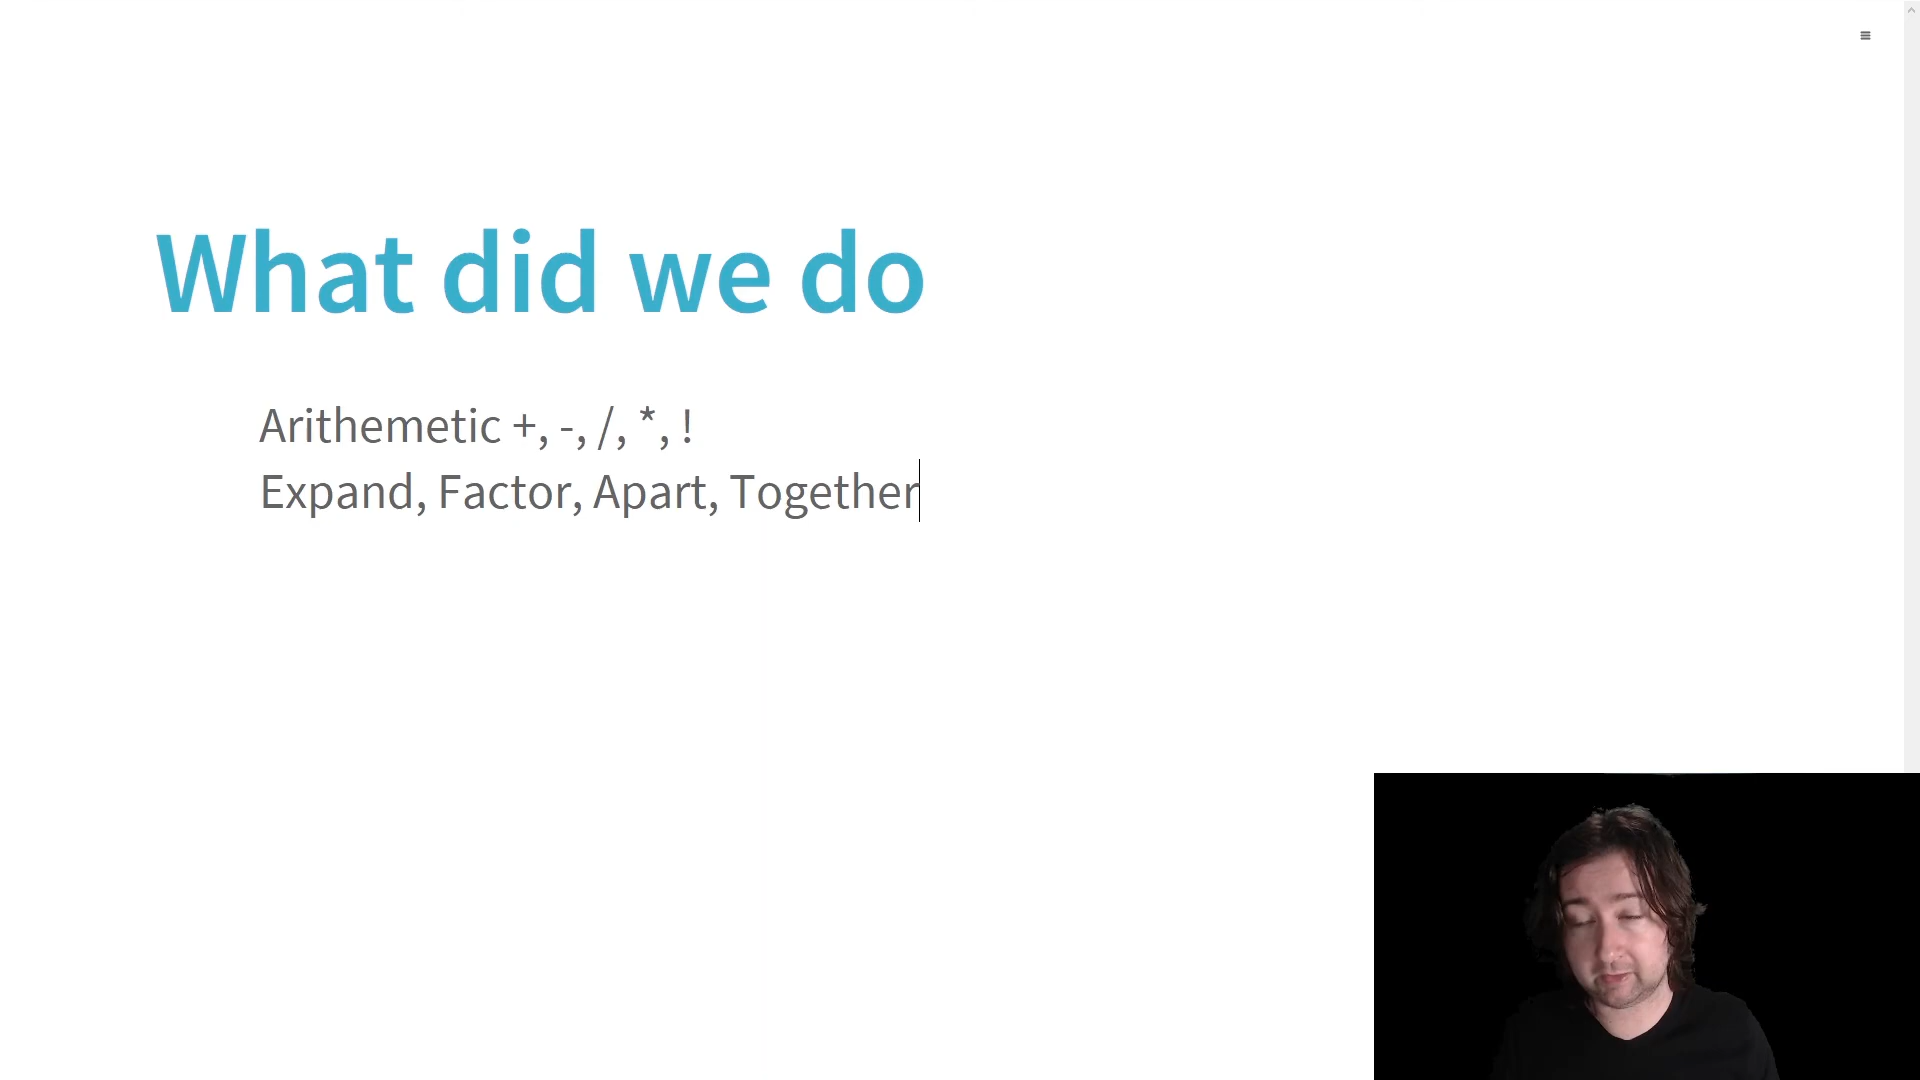 What did we do
Arithemetic +, -, /, *, !
Expand, Factor, Apart, Together